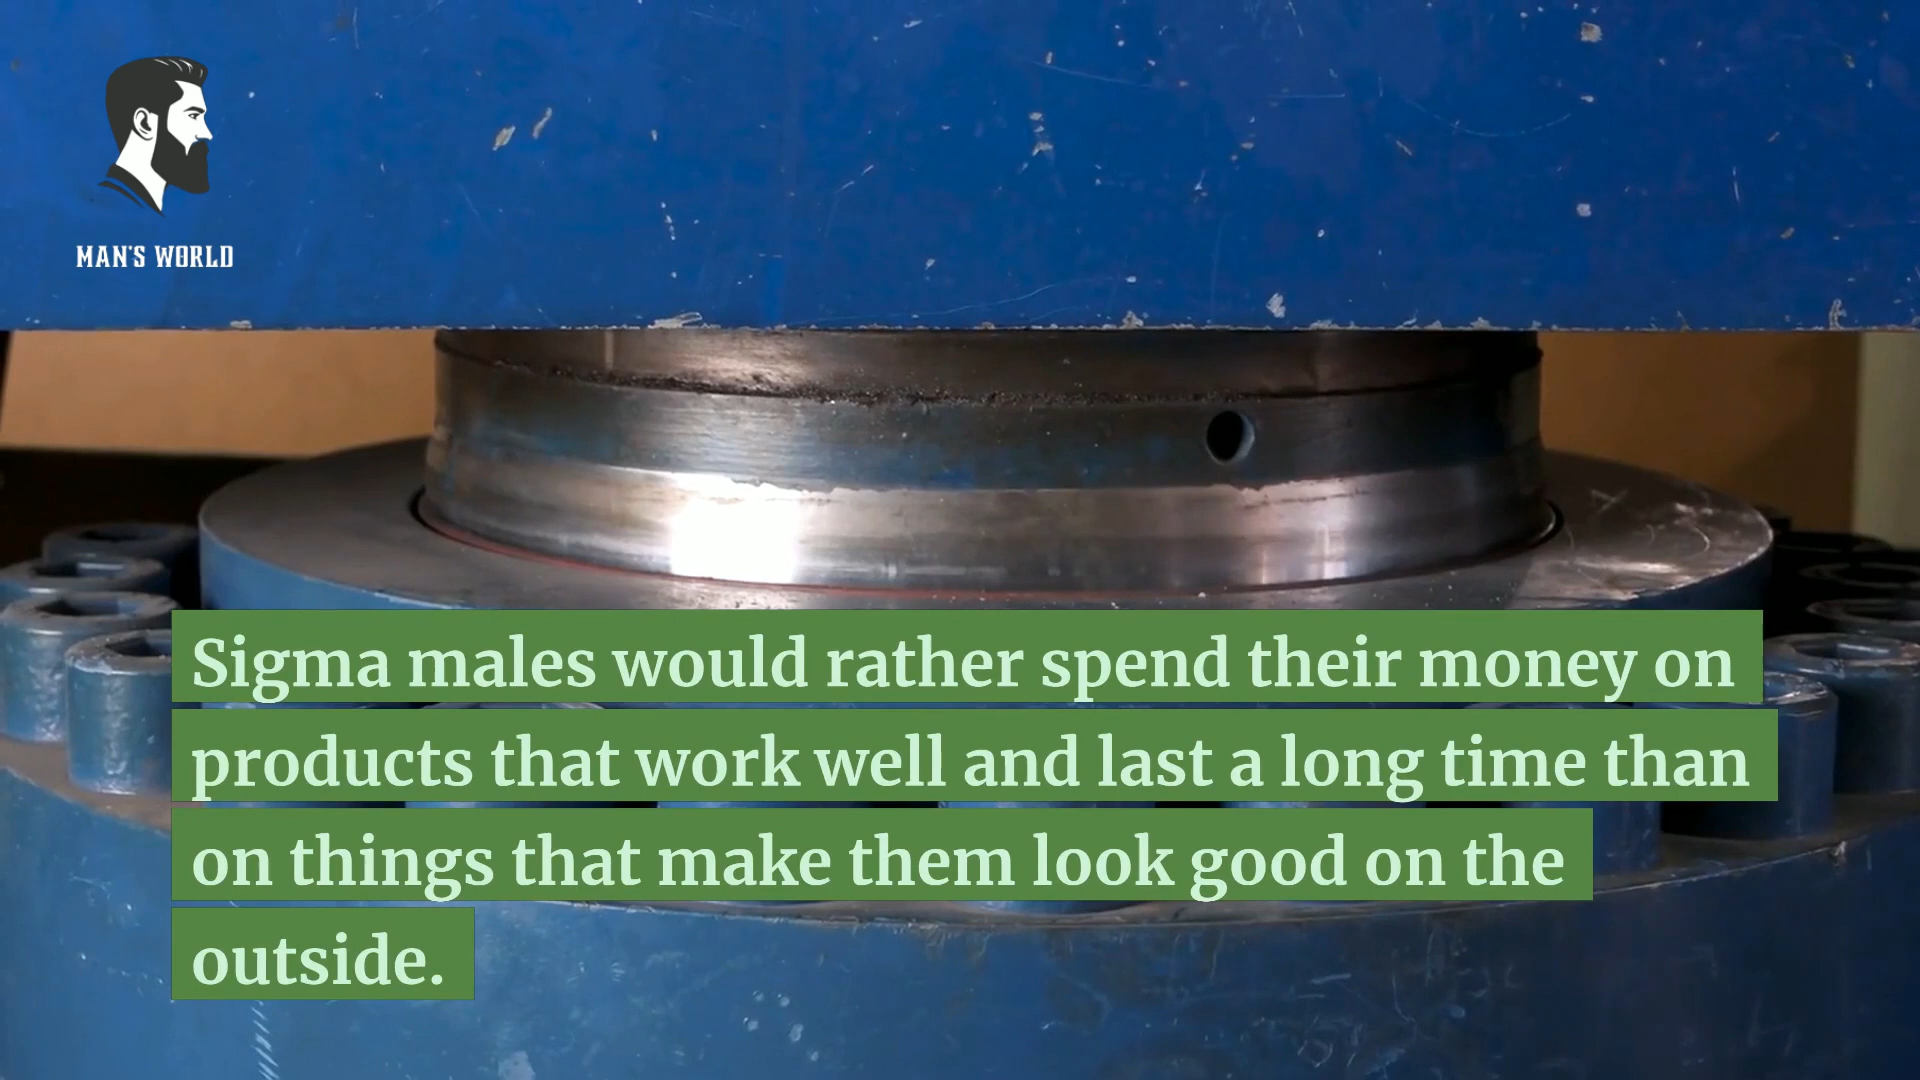 MAN'S WORLD
Sigma males would rather spend their money on
products that work well and last a long time than
on things that make them look good on the
outside.